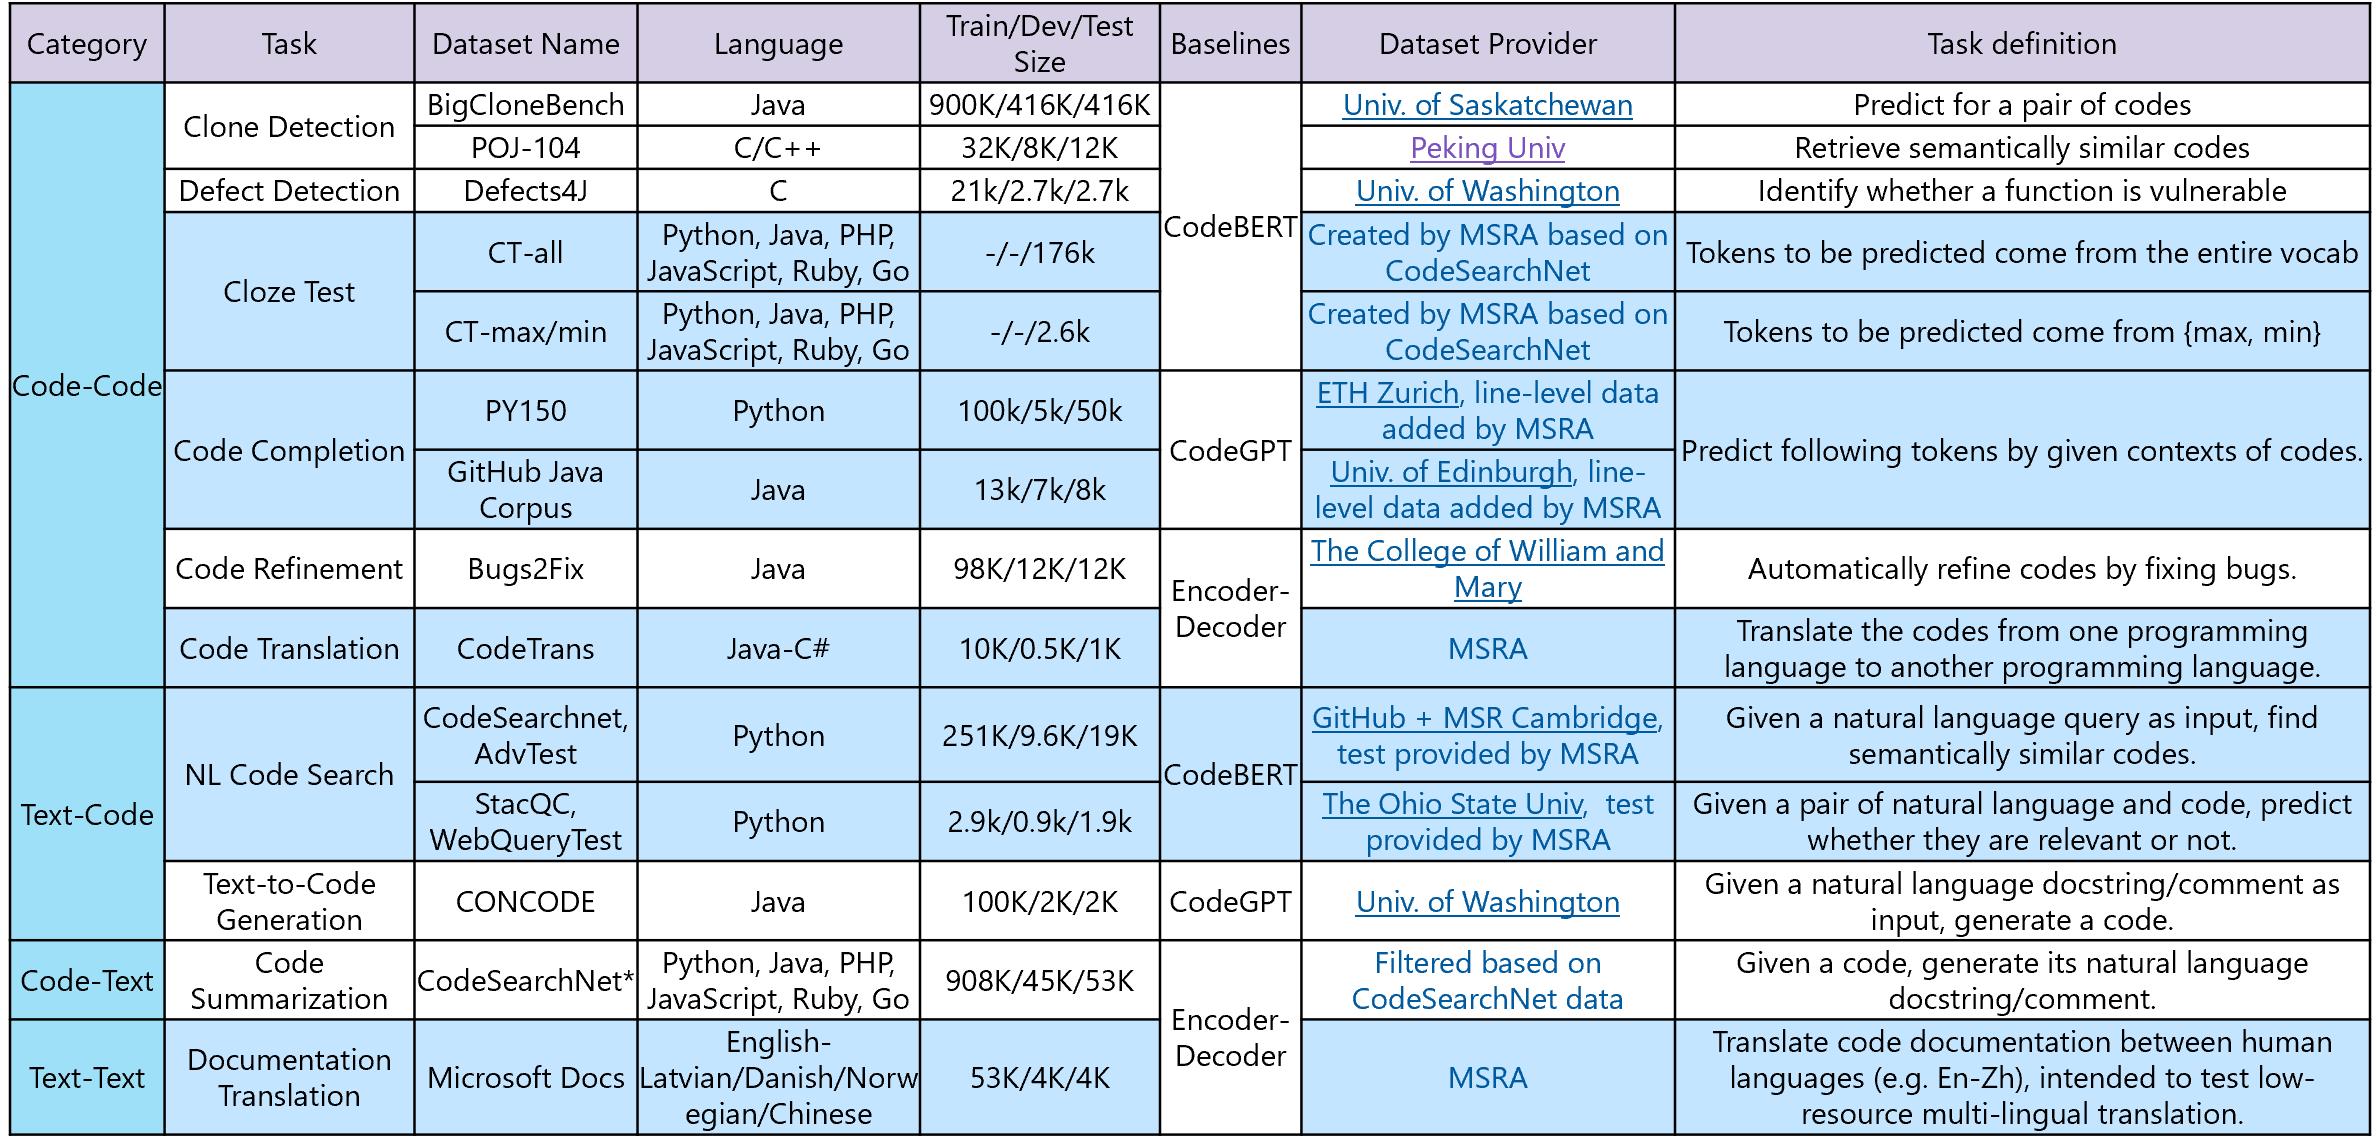 Category
Task
Dataset Name
Language
Train/Dev/Test
Size
Baselines
Dataset Provider
Task definition
Code-Code
Clone Detection
BigCloneBench
Java
900K/416K/416K
CodeBERT
Univ. of Saskatchewan
Predict for a pair of codes
POJ-104
C/C++
32K/8K/12K
Peking Univ
Retrieve semantically similar codes
Defect Detection
Defects4J
C
21k/2.7k/2.7k
Univ. of Washington
Identify whether a function is vulnerable
Cloze Test
CT-all
Python, Java, PHP,
JavaScript, Ruby, Go
-/-/176k
Created by MSRA based on
CodeSearchNet
Tokens to be predicted come from the entire vocab
CT-max/min
Python, Java, PHP,
JavaScript, Ruby, Go
-/-/2.6k
Created by MSRA based on
CodeSearchNet
Tokens to be predicted come from {max, min}
Code Completion
PY150
Python
100k/5k/50k
CodeGPT
ETH Zurich, line-level data
added by MSRA
Predict following tokens by given contexts of codes.
GitHub Java
Corpus
Java
13k/7k/8k
Univ. of Edinburgh, line-
level data added by MSRA
Code Refinement
Bugs2Fix
Java
98K/12K/12K
Encoder-
Decoder
The College of William and
Mary
Automatically refine codes by fixing bugs.
Code Translation
CodeTrans
Java-C#
10K/0.5K/1K
MSRA
Translate the codes from one programming
language to another programming language.
Text-Code
NL Code Search
CodeSearchnet,
AdvTest
Python
251K/9.6K/19K
CodeBERT
GitHub + MSR Cambridge,
test provided by MSRA
Given a natural language query as input, find
semantically similar codes.
StacQC,
WebQueryTest
Python
2.9k/0.9k/1.9k
The Ohio State Univ, test
provided by MSRA
Given a pair of natural language and code, predict
whether they are relevant or not.
Text-to-Code
Generation
CONCODE
Java
100K/2K/2K
CodeGPT
Univ. of Washington
Given a natural language docstring/comment as
input, generate a code.
Code-Text
Code
Summarization
CodeSearchNet*
Python, Java, PHP,
JavaScript, Ruby, Go
908K/45K/53K
Encoder-
Decoder
Filtered based on
CodeSearchNet data
Given a code, generate its natural language
docstring/comment.
Text-Text
Documentation
Translation
Microsoft Docs
English-
Latvian/Danish/Norw
egian/Chinese
53K/4K/4K
MSRA
Translate code documentation between human
languages (e.g. En-Zh), intended to test low-
resource multi-lingual translation.